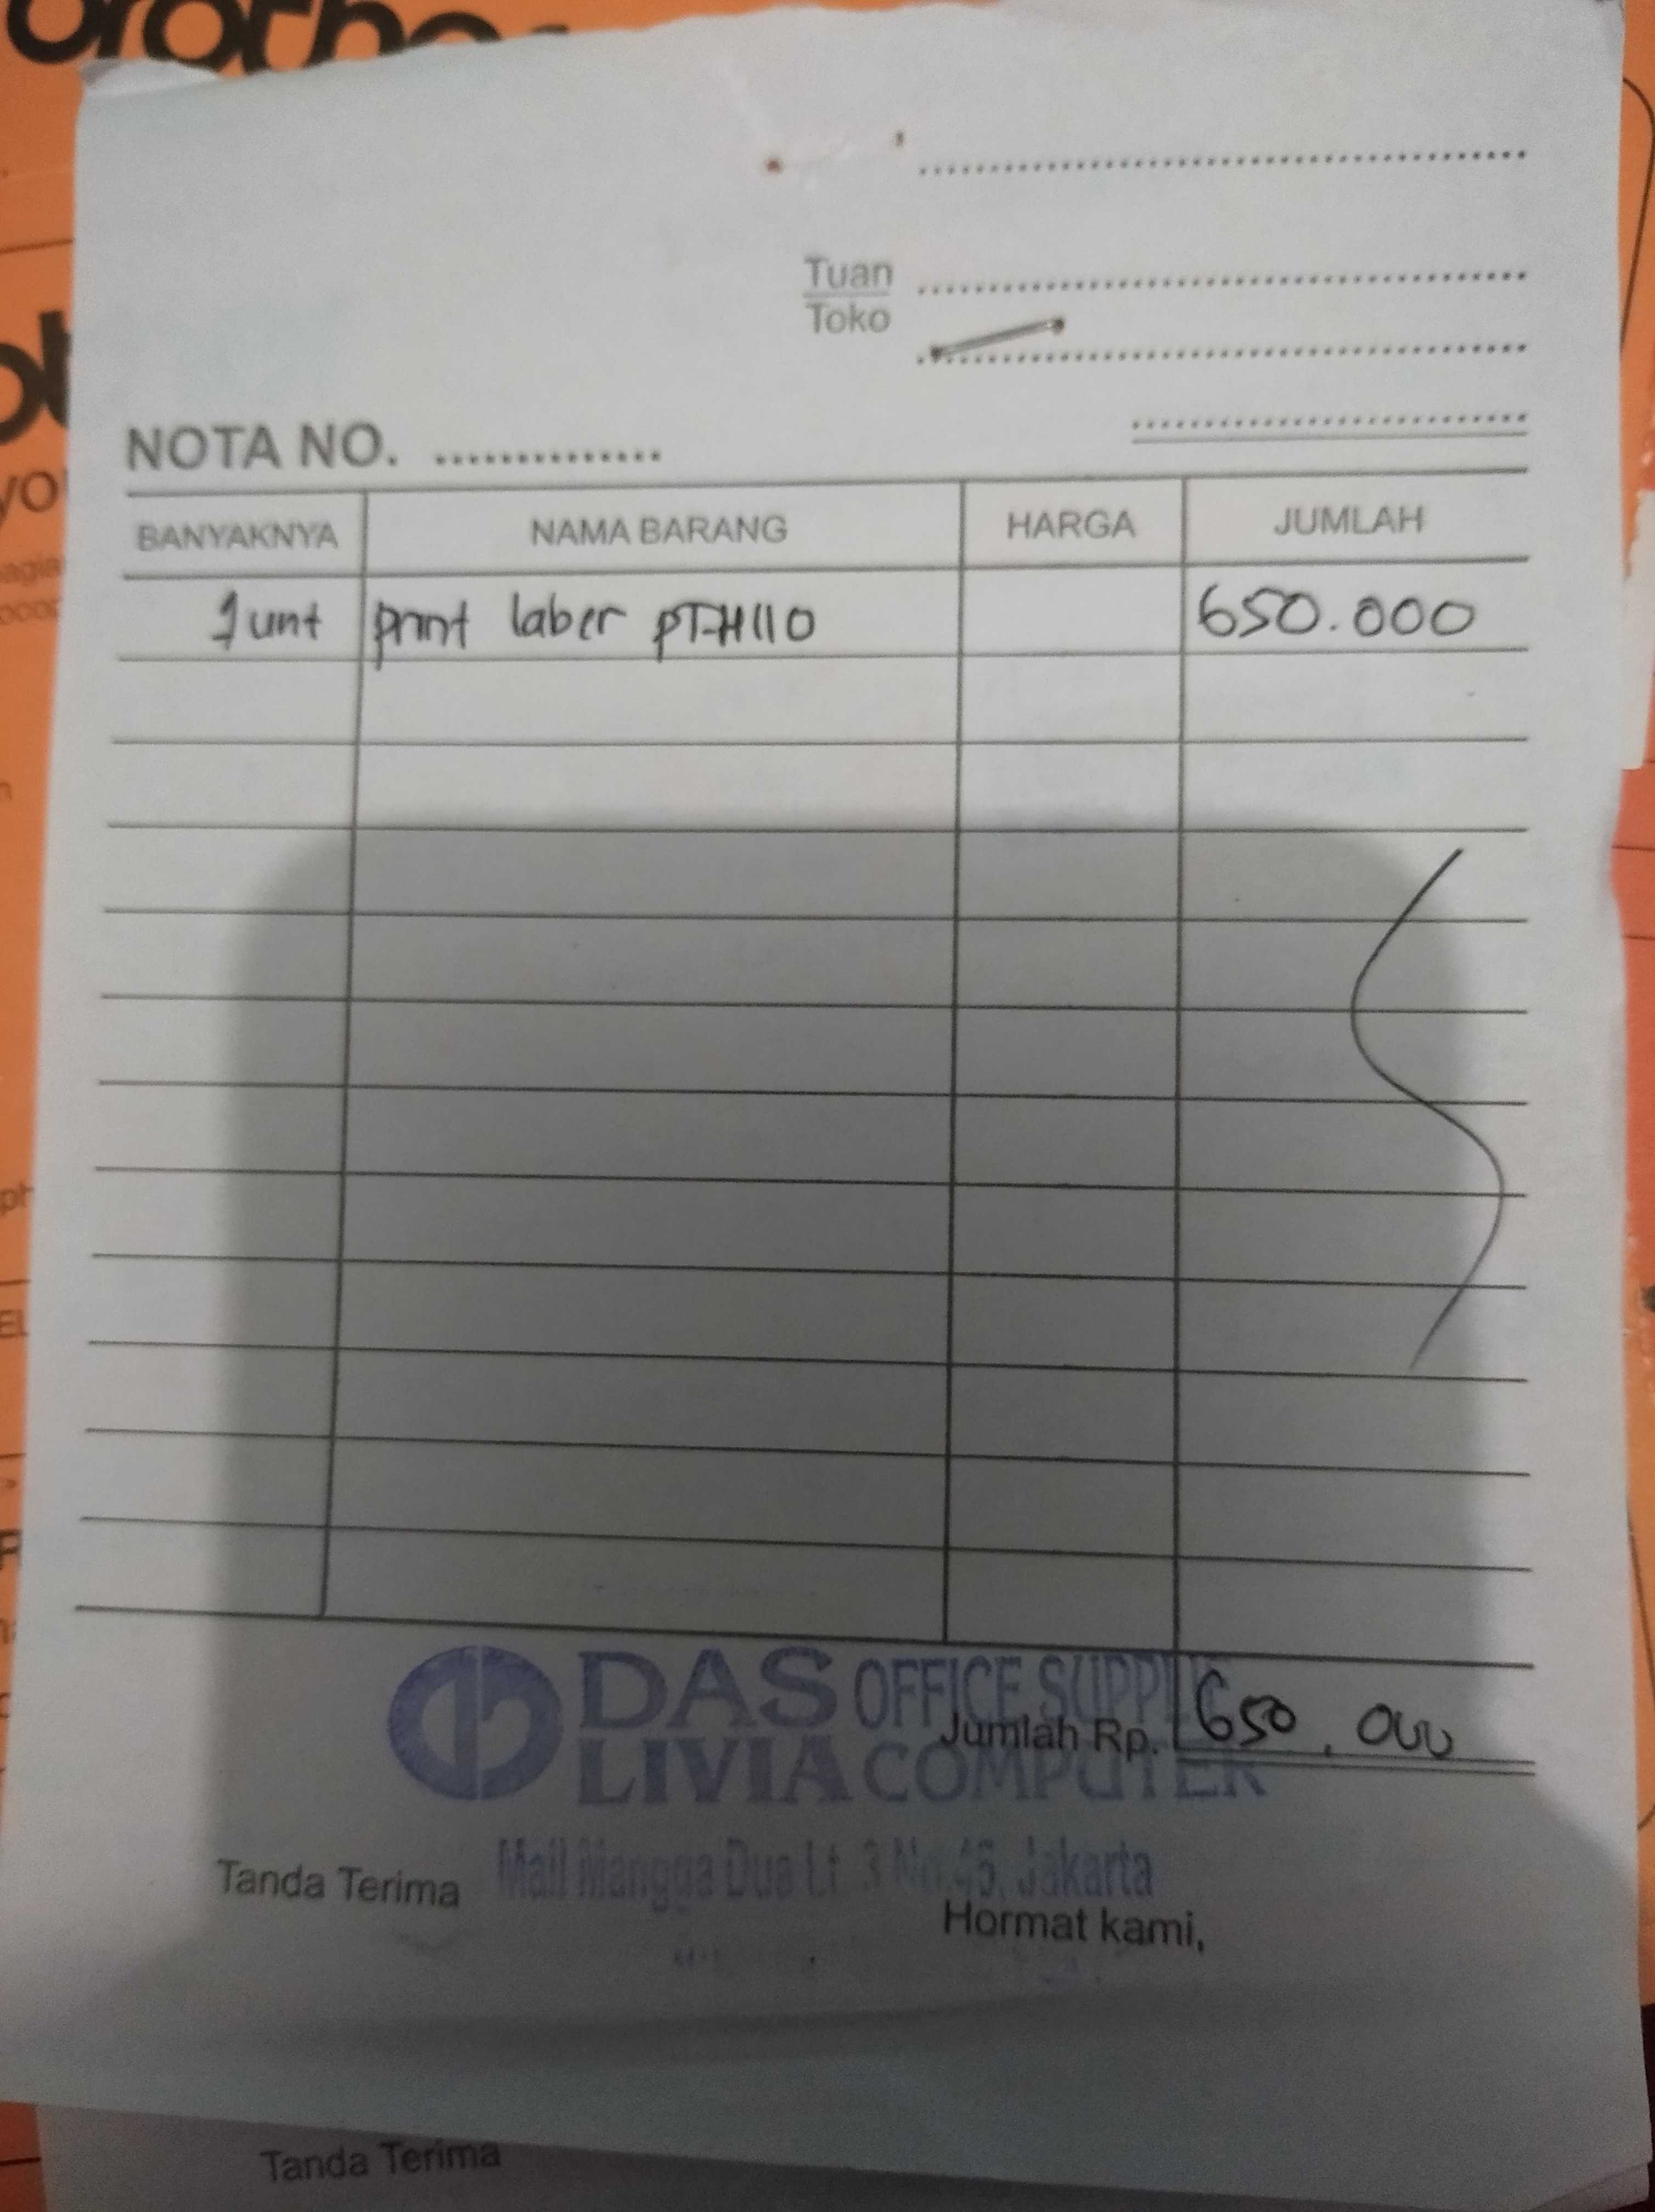 brother
Tuan
Toko
NOTA NO. ..............
BANYAKNYA NAMA BARANG HARGA JUMLAH
1 unt print laber PT-H110 650.000
DAS OFFICE SUPPLIE
Jumlah Rp. 650.000
LIVIA COMPUTER
Mall Mangga Dua Lt. 3 No.45, Jakarta
Tanda Terima
Hormat kami,
Tanda Terima